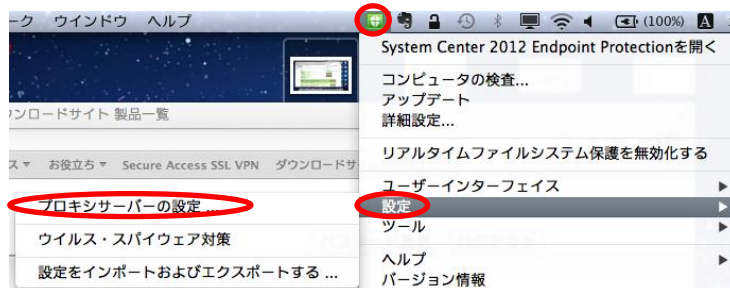 ーク ウインドウ ヘルプ
(100%) A
System Center 2012 Endpoint Protectionを開く
コンピュータの検査...
アップデート
詳細設定...
リアルタイムファイルシステム保護を無効化する
ユーザーインターフェイス
設定
ツール
ヘルプ
バージョン情報
ンロードサイト 製品一覧
ス お役立ち Secure Access SSL VPN ダウンロードサ
プロキシサーバーの設定 ...
ウイルス・スパイウェア対策
設定をインポートおよびエクスポートする ...